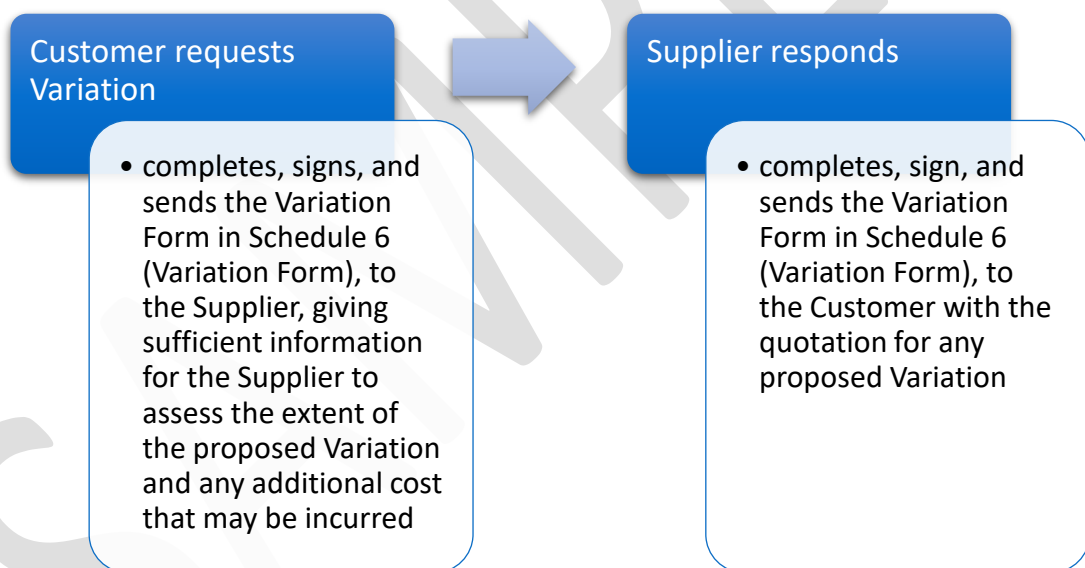 Customer requests
Variation
• completes, signs, and
sends the Variation
Form in Schedule 6
(Variation Form), to
the Supplier, giving
sufficient information
for the Supplier to
assess the extent of
the proposed Variation
and any additional cost
that may be incurred
Supplier responds
• completes, sign, and
sends the Variation
Form in Schedule 6
(Variation Form), to
the Customer with the
quotation for any
proposed Variation